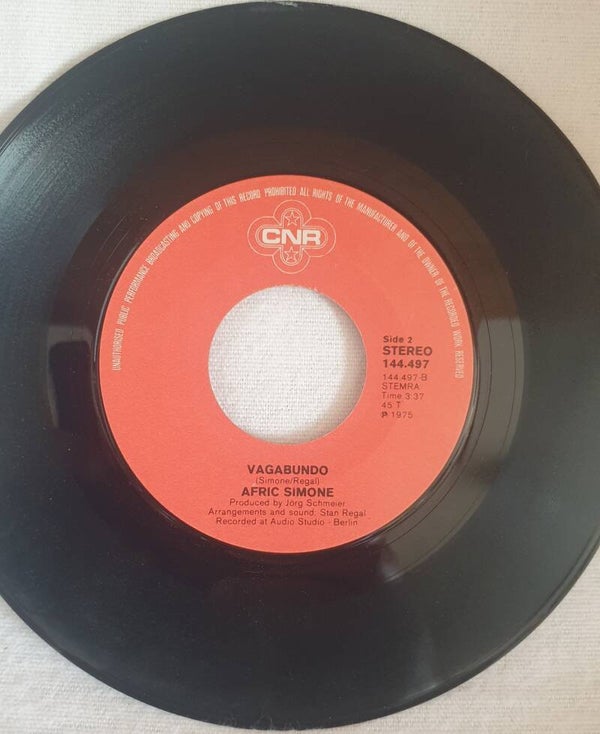 UNAUTHORISED PUBLIC PERFORMANCE BROADCASTING AND COPYING OF THIS RECORD PROHIBITED ALL RIGHTS OF THE MANUFACTURER AND OF THE OWNER OF THE RECORDED WORK RESERVED
CNR
Side 2
STEREO
144.497
144.497-B
STEMRA
Time 3.37
45 T
℗ 1975
VAGABUNDO
(Simone/Regal)
AFRIC SIMONE
Produced by Jörg Schmeier
Arrangements and sound: Stan Regal
Recorded at Audio Studio - Berlin